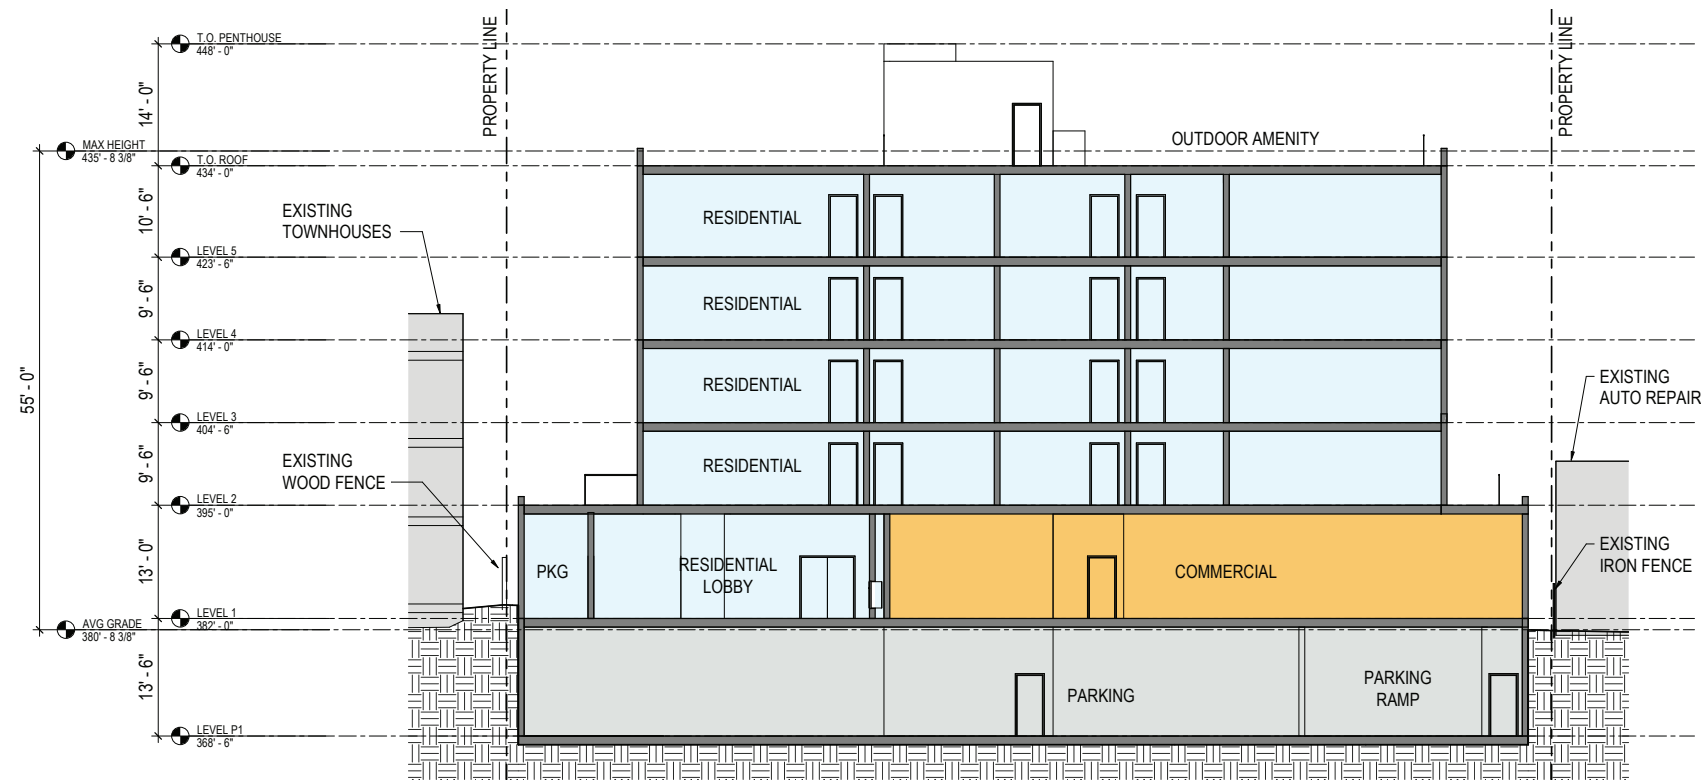 T.O. PENTHOUSE
448' - 0"
PROPERTY LINE
PROPERTY LINE
14' - 0"
MAX HEIGHT
435' - 8 3/8"
OUTDOOR AMENITY
T.O. ROOF
434' - 0"
10' - 6"
EXISTING
TOWNHOUSES
RESIDENTIAL
LEVEL 5
423' - 6"
9' - 6"
RESIDENTIAL
LEVEL 4
414' - 0"
55' - 0"
9' - 6"
RESIDENTIAL
EXISTING
AUTO REPAIR
LEVEL 3
404' - 6"
9' - 6"
EXISTING
WOOD FENCE
RESIDENTIAL
LEVEL 2
395' - 0"
13' - 0"
PKG
RESIDENTIAL
LOBBY
COMMERCIAL
EXISTING
IRON FENCE
LEVEL 1
382' - 0"
AVG GRADE
380' - 8 3/8"
13' - 6"
PARKING
PARKING
RAMP
LEVEL P1
368' - 6"